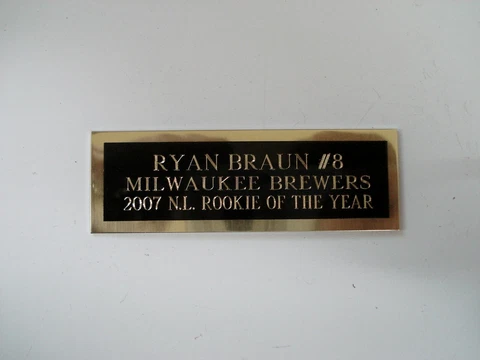 RYAN BRAUN #8
MILWAUKEE BREWERS
2007 N.L. ROOKIE OF THE YEAR